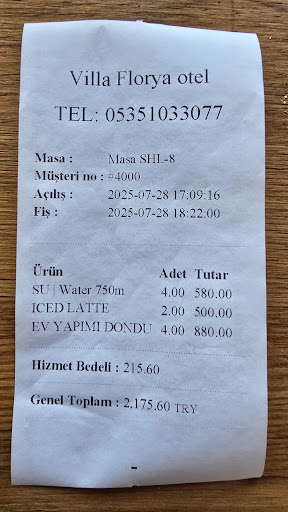 Villa Florya otel
TEL: 05351033077
Masa : Masa SHL-8
Müşteri no : #4000
Açılış : 2025-07-28 17:09:16
Fiş : 2025-07-28 18:22:00
Ürün Adet Tutar
SU | Water 750m 4.00 580.00
ICED LATTE 2.00 500.00
EV YAPIMI DONDU 4.00 880.00
Hizmet Bedeli : 215.60
Genel Toplam : 2,175.60 TRY
-